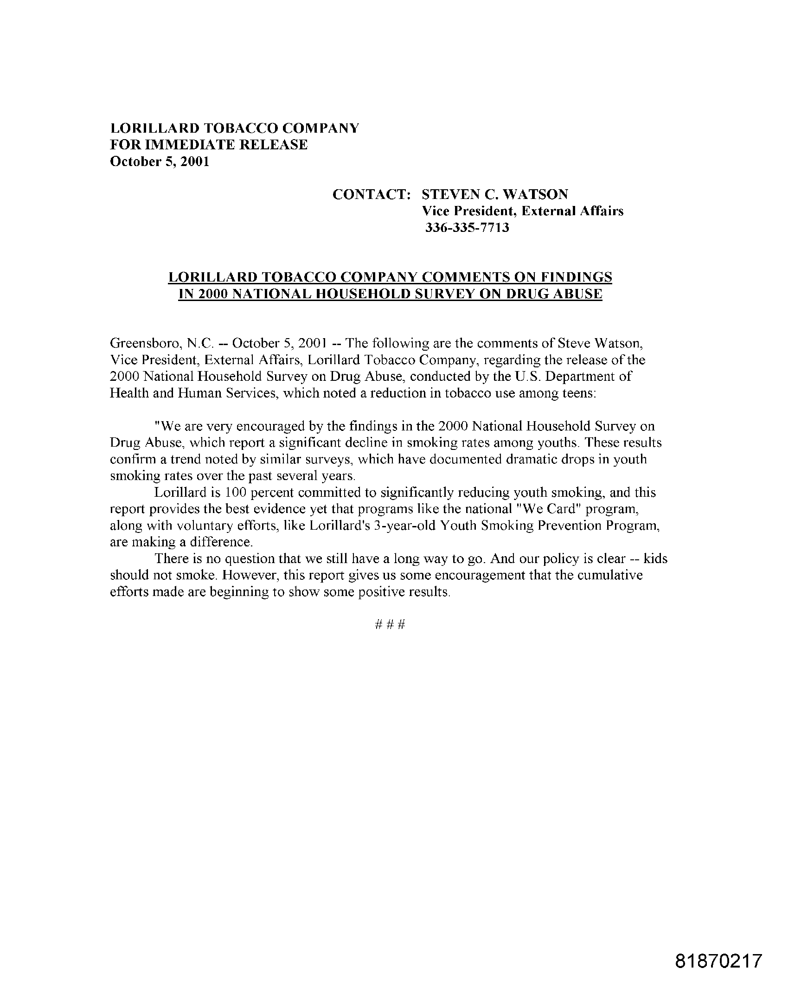 LORILLARD TOBACCO COMPANY
FOR IMMEDIATE RELEASE
October 5, 2001
CONTACT: STEVEN C. WATSON
Vice President, External Affairs
336-335-7713
LORILLARD TOBACCO COMPANY COMMENTS ON FINDINGS
IN 2000 NATIONAL HOUSEHOLD SURVEY ON DRUG ABUSE
Greensboro, N.C. -- October 5, 2001 -- The following are the comments of Steve Watson,
Vice President, External Affairs, Lorillard Tobacco Company, regarding the release of the
2000 National Household Survey on Drug Abuse, conducted by the U.S. Department of
Health and Human Services, which noted a reduction in tobacco use among teens:
"We are very encouraged by the findings in the 2000 National Household Survey on
Drug Abuse, which report a significant decline in smoking rates among youths. These results
confirm a trend noted by similar surveys, which have documented dramatic drops in youth
smoking rates over the past several years.
Lorillard is 100 percent committed to significantly reducing youth smoking, and this
report provides the best evidence yet that programs like the national "We Card" program,
along with voluntary efforts, like Lorillard's 3-year-old Youth Smoking Prevention Program,
are making a difference.
There is no question that we still have a long way to go. And our policy is clear -- kids
should not smoke. However, this report gives us some encouragement that the cumulative
efforts made are beginning to show some positive results.
# # #
81870217